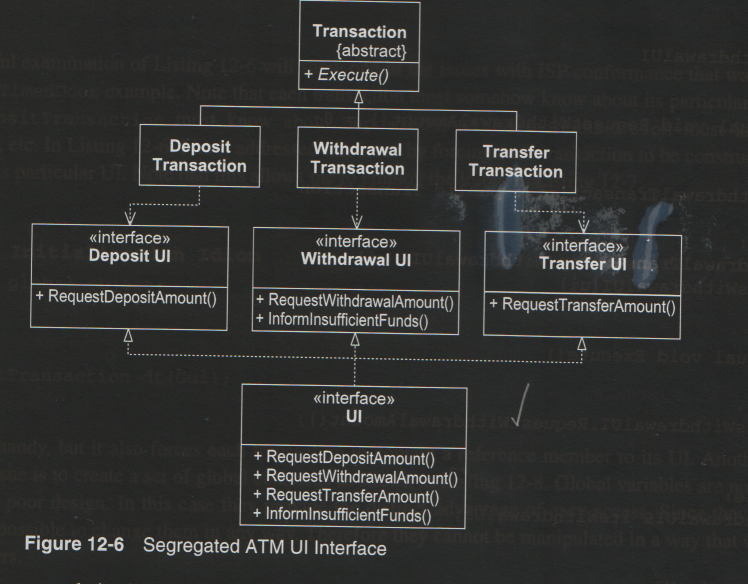 Transaction
{abstract}
+ Execute()
Deposit
Transaction
Withdrawal
Transaction
Transfer
Transaction
«interface»
Deposit UI
+ RequestDepositAmount()
«interface»
Withdrawal UI
+ RequestWithdrawalAmount()
+ InformInsufficientFunds()
«interface»
Transfer UI
+ RequestTransferAmount()
«interface»
UI
+ RequestDepositAmount()
+ RequestWithdrawalAmount()
+ RequestTransferAmount()
+ InformInsufficientFunds()
Figure 12-6 Segregated ATM UI Interface